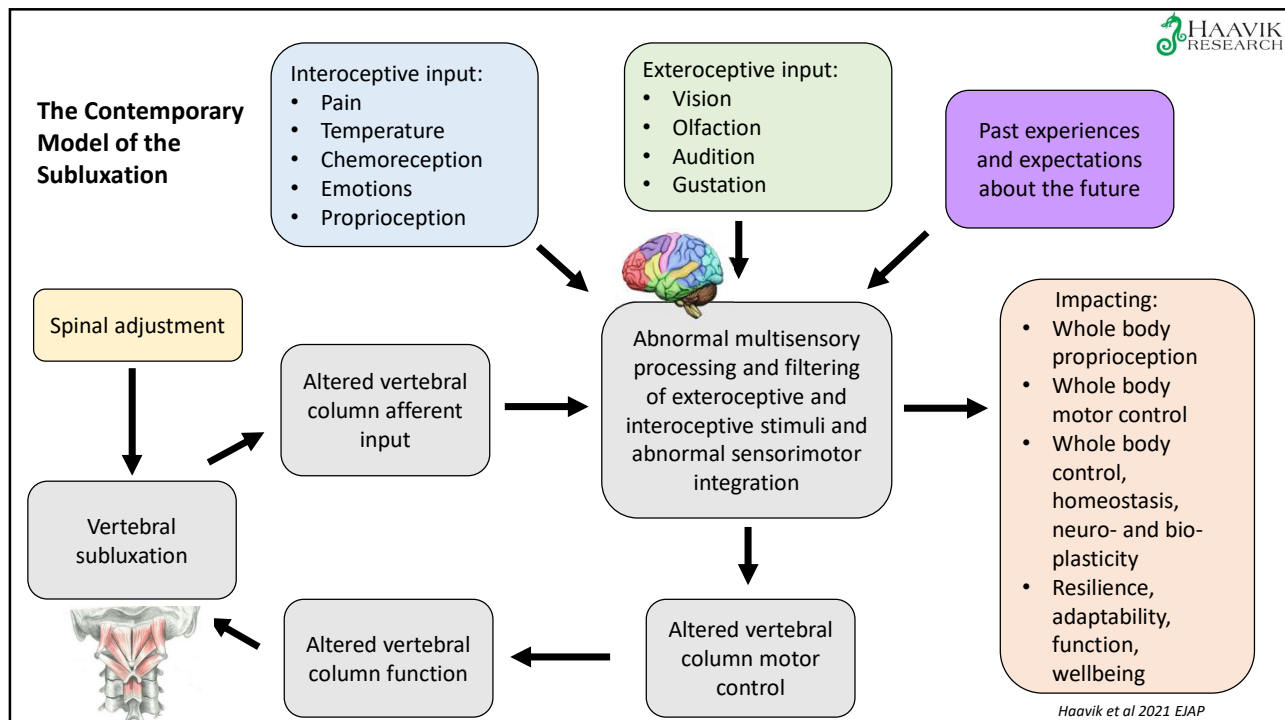 HAAVIK
RESEARCH
The Contemporary
Model of the
Subluxation
Interoceptive input:
• Pain
• Temperature
• Chemoreception
• Emotions
• Proprioception
Exteroceptive input:
• Vision
• Olfaction
• Audition
• Gustation
Past experiences
and expectations
about the future
Spinal adjustment
Altered vertebral
column afferent
input
Abnormal multisensory
processing and filtering
of exteroceptive and
interoceptive stimuli and
abnormal sensorimotor
integration
Impacting:
• Whole body
proprioception
• Whole body
motor control
• Whole body
control,
homeostasis,
neuro- and bio-
plasticity
• Resilience,
adaptability,
function,
wellbeing
Vertebral
subluxation
Altered vertebral
column function
Altered vertebral
column motor
control
Haavik et al 2021 EJAP